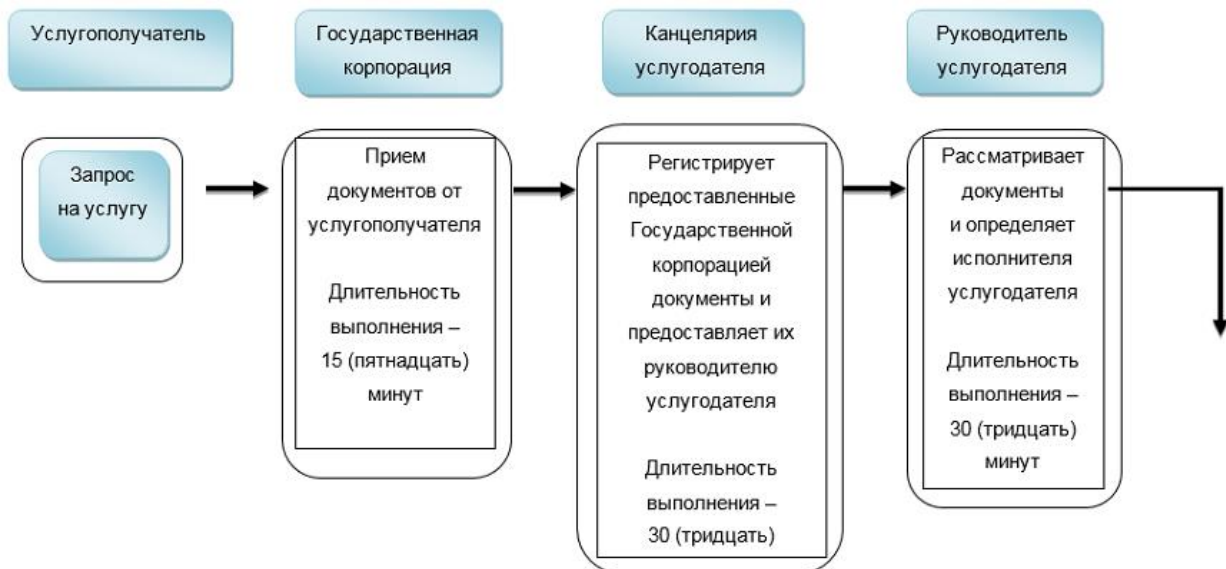 Услугополучатель
Государственная
корпорация
Канцелярия
услугодателя
Руководитель
услугодателя
Запрос
на услугу
Прием
документов от
услугополучателя
Длительность
выполнения –
15 (пятнадцать)
минут
Регистрирует
предоставленные
Государственной
корпорацией
документы и
предоставляет их
руководителю
услугодателя
Длительность
выполнения –
30 (тридцать)
Рассматривает
документы
и определяет
исполнителя
услугодателя
Длительность
выполнения –
30 (тридцать)
минут